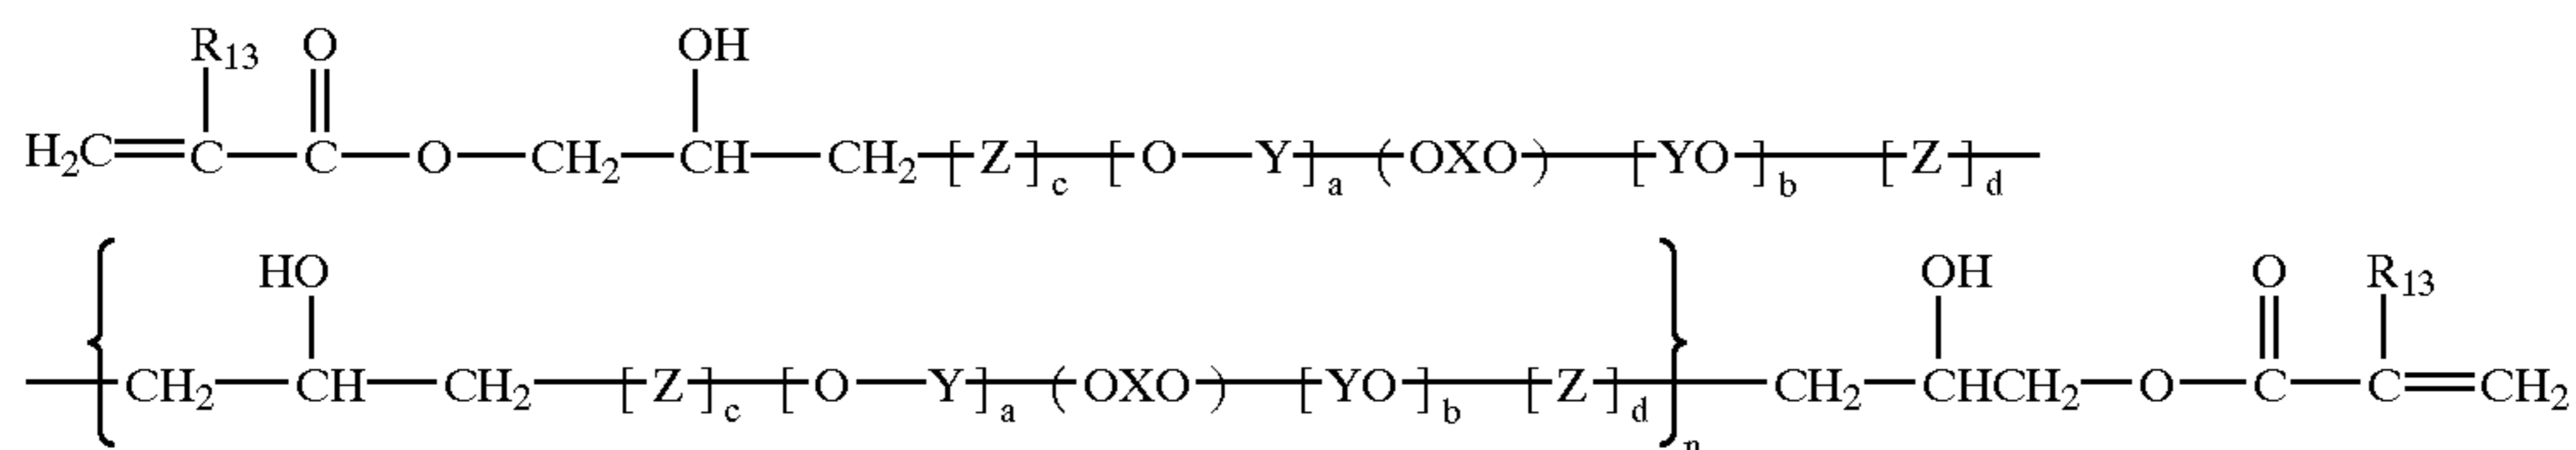 R13 O OH
H2C=C—C—O—CH2—CH—CH2—[Z]c—[O—Y]a—(OXO)—[YO]b—[Z]d—
HO OH O R13
—{CH2—CH—CH2—[Z]c—[O—Y]a—(OXO)—[YO]b—[Z]d}n—CH2—CHCH2—O—C—C=CH2